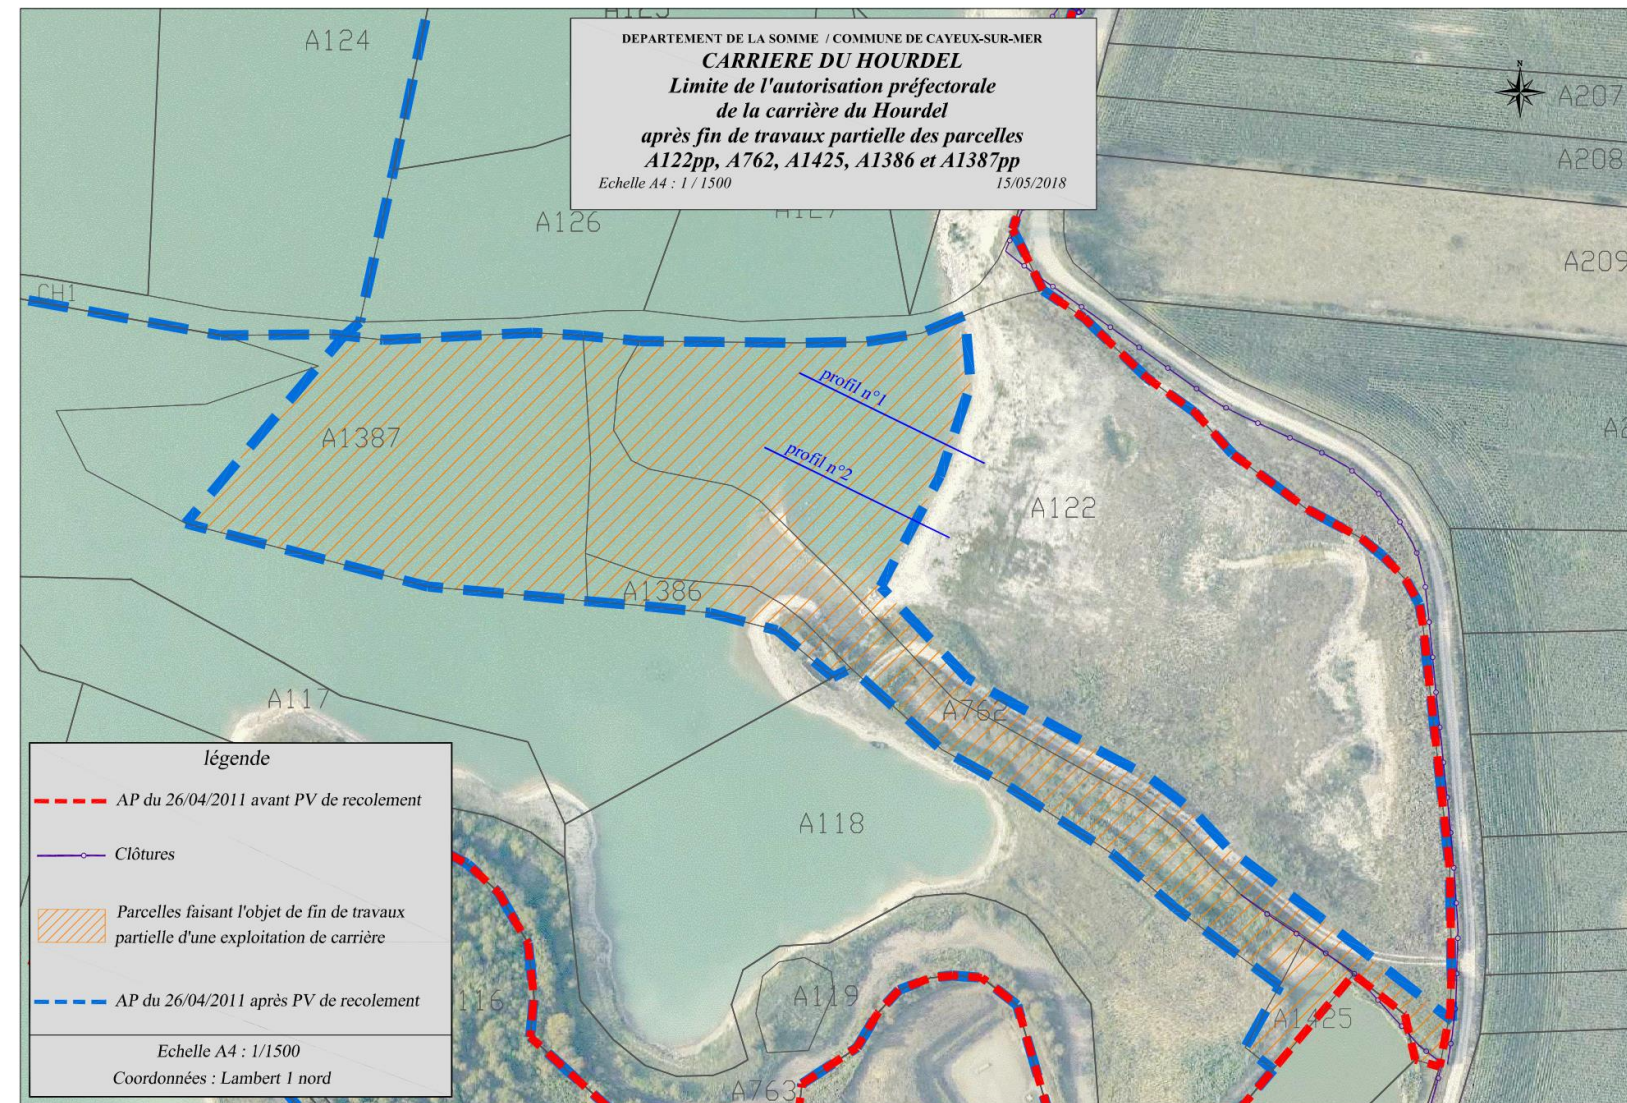 A123
A124
DEPARTEMENT DE LA SOMME / COMMUNE DE CAYEUX-SUR-MER
CARRIERE DU HOURDEL
Limite de l'autorisation préfectorale
de la carrière du Hourdel
après fin de travaux partielle des parcelles
A122pp, A762, A1425, A1386 et A1387pp
Echelle A4 : 1 / 1500 15/05/2018
N
A207
A208
A126
A127
A209
CH1
profil n°1
A1387
profil n°2
A122
A1386
A117
A762
légende
AP du 26/04/2011 avant PV de recolement
Clôtures
Parcelles faisant l'objet de fin de travaux
partielle d'une exploitation de carrière
AP du 26/04/2011 après PV de recolement
Echelle A4 : 1/1500
Coordonnées : Lambert 1 nord
A118
116
A119
A1425
A763